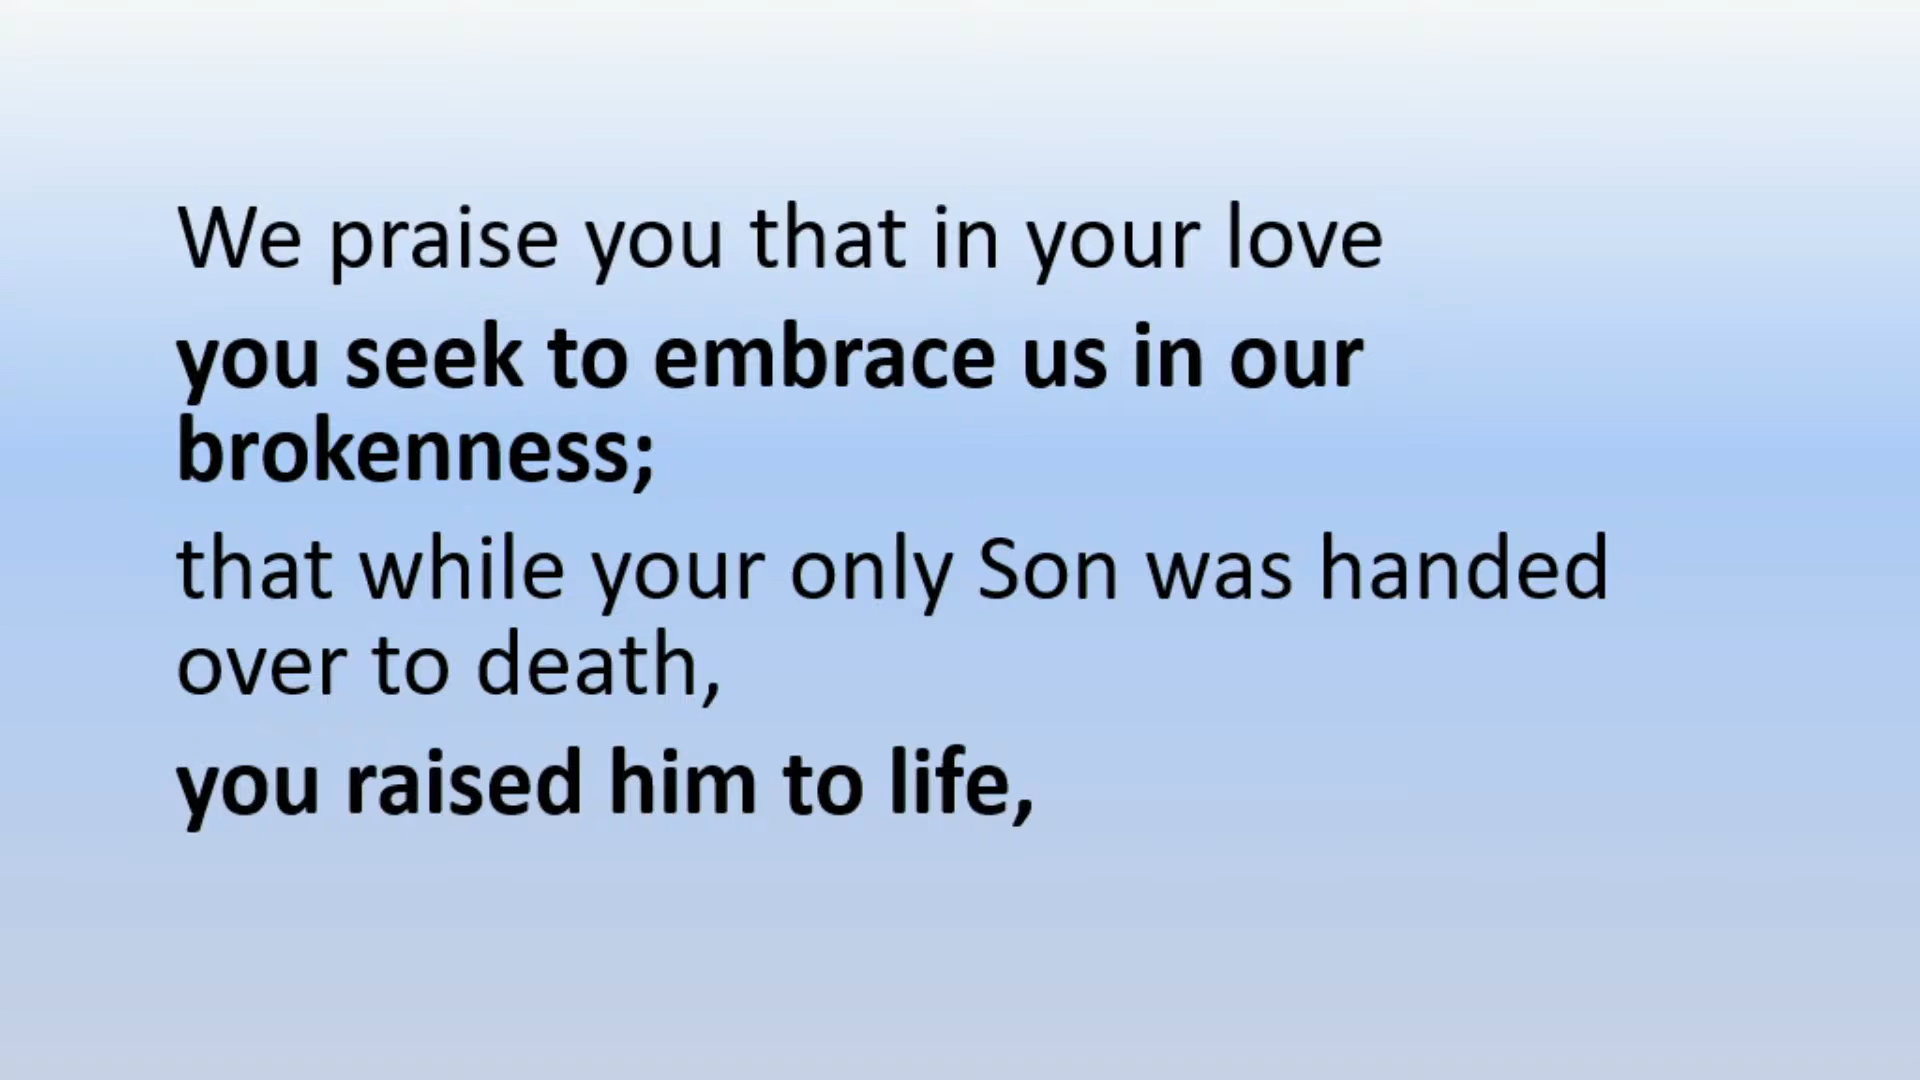 We praise you that in your love
you seek to embrace us in our
brokenness;
that while your only Son was handed
over to death,
you raised him to life,